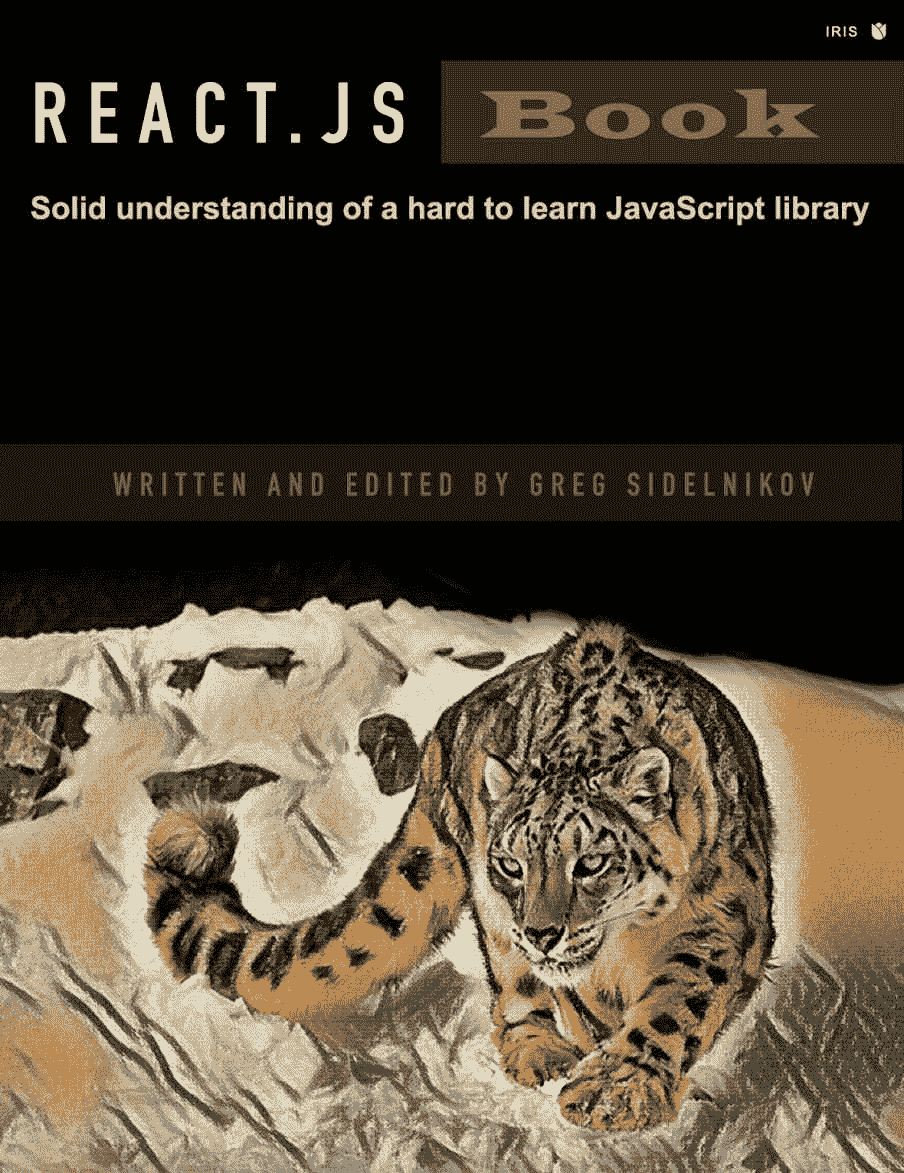 IRIS
REACT.JS Book
Solid understanding of a hard to learn JavaScript library
WRITTEN AND EDITED BY GREG SIDELNIKOV